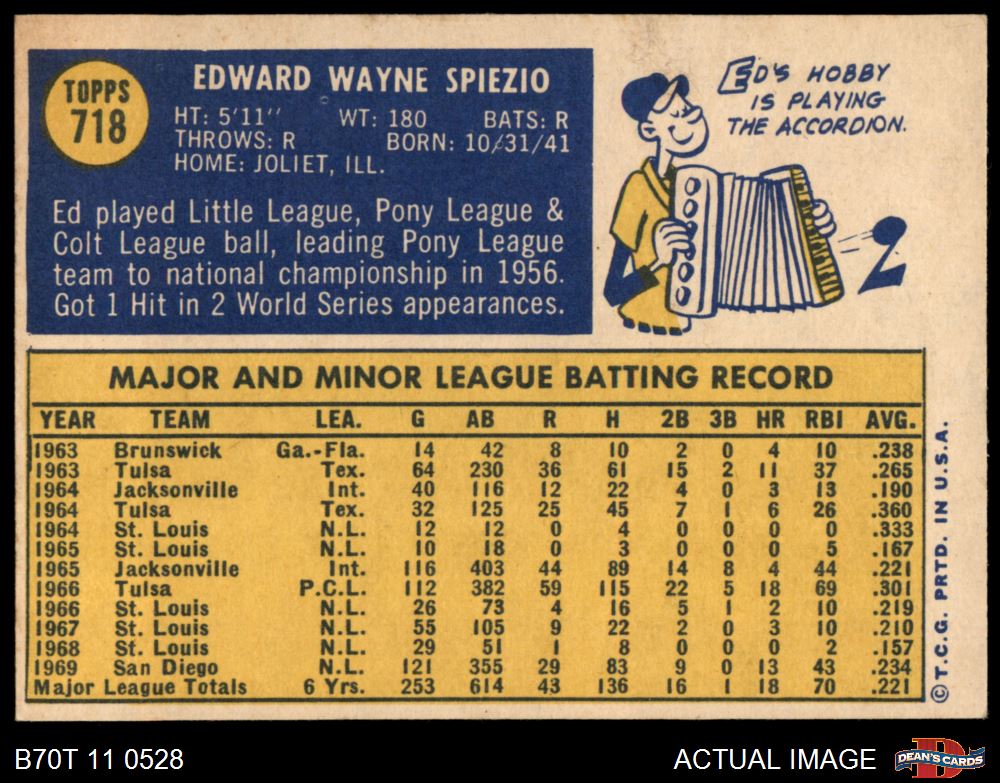 TOPPS
718
EDWARD WAYNE SPIEZIO
HT: 5'11" WT: 180 BATS: R
THROWS: R BORN: 10/31/41
HOME: JOLIET, ILL.
Ed played Little League, Pony League &
Colt League ball, leading Pony League
team to national championship in 1956.
Got 1 Hit in 2 World Series appearances.
ED'S HOBBY
IS PLAYING
THE ACCORDION.
MAJOR AND MINOR LEAGUE BATTING RECORD
YEAR TEAM LEA. G AB R H 2B 3B HR RBI AVG.
1963 Brunswick Ga.-Fla. 14 42 8 10 2 0 4 10 .238
1963 Tulsa Tex. 64 230 36 61 15 2 11 37 .265
1964 Jacksonville Int. 40 116 12 22 4 0 3 13 .190
1964 Tulsa Tex. 32 125 25 45 7 1 6 26 .360
1964 St. Louis N.L. 12 12 0 4 0 0 0 0 .333
1965 St. Louis N.L. 10 18 0 3 0 0 0 5 .167
1965 Jacksonville Int. 116 403 44 89 14 8 4 44 .221
1966 Tulsa P.C.L. 112 382 59 115 22 5 18 69 .301
1966 St. Louis N.L. 26 73 4 16 5 1 2 10 .219
1967 St. Louis N.L. 55 105 9 22 2 0 3 10 .210
1968 St. Louis N.L. 29 51 1 8 0 0 0 2 .157
1969 San Diego N.L. 121 355 29 83 9 0 13 43 .234
Major League Totals 6 Yrs. 253 614 43 136 16 1 18 70 .221
© T.C.G. PRTD. IN U.S.A.
B70T 11 0528
ACTUAL IMAGE
D
DEAN'S CARDS